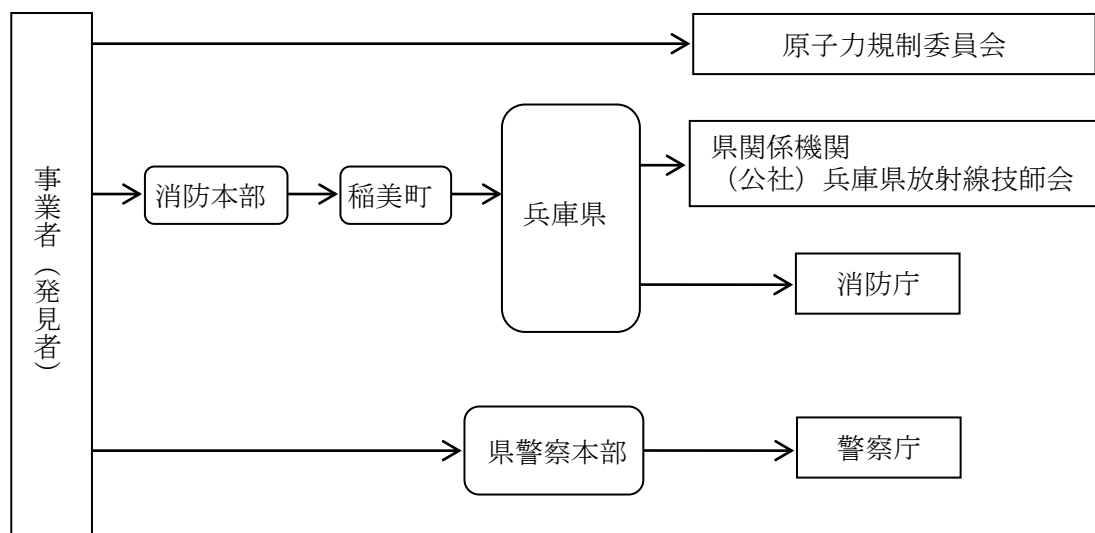 事業者（発見者）
原子力規制委員会
消防本部
稲美町
兵庫県
県関係機関
（公社）兵庫県放射線技師会
消防庁
県警察本部
警察庁